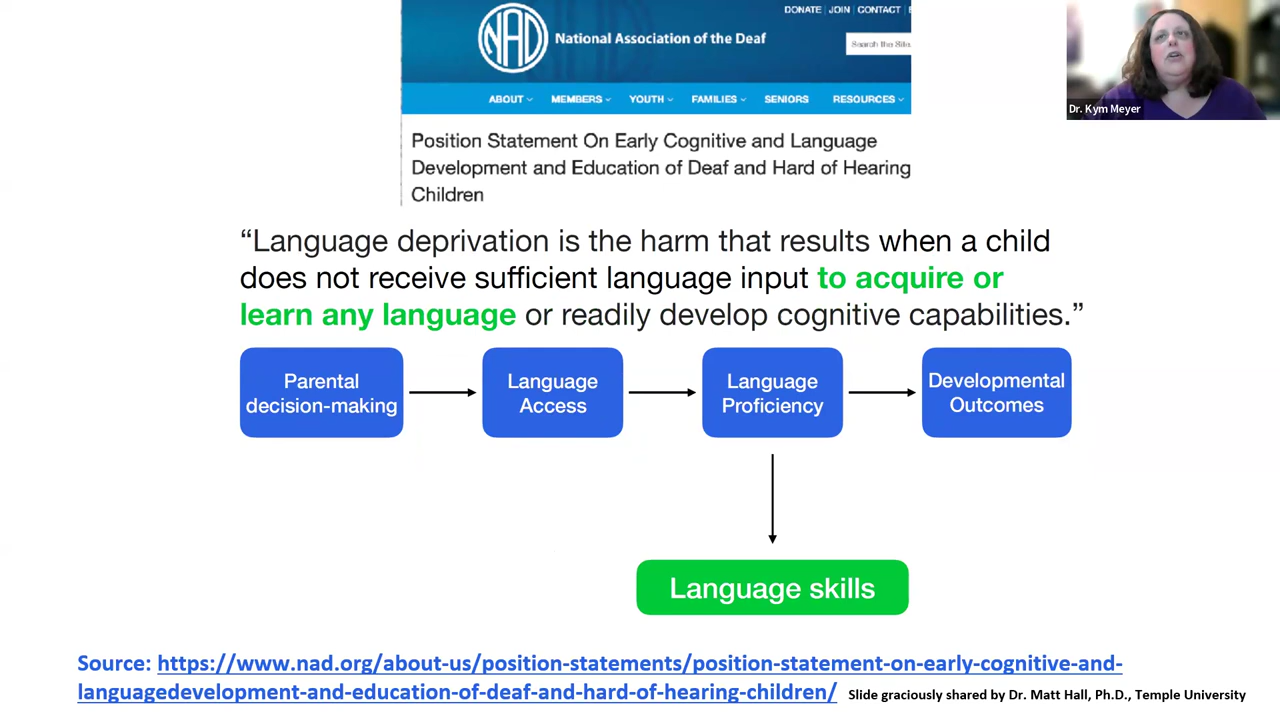 DONATE | JOIN | CONTACT |
NAD National Association of the Deaf
Search the Site
ABOUT MEMBERS YOUTH FAMILIES SENIORS RESOURCES
Dr. Kym Meyer
Position Statement On Early Cognitive and Language
Development and Education of Deaf and Hard of Hearing
Children
“Language deprivation is the harm that results when a child
does not receive sufficient language input to acquire or
learn any language or readily develop cognitive capabilities.”
Parental
decision-making
Language
Access
Language
Proficiency
Developmental
Outcomes
Language skills
Source: https://www.nad.org/about-us/position-statements/position-statement-on-early-cognitive-and-
languagedevelopment-and-education-of-deaf-and-hard-of-hearing-children/ Slide graciously shared by Dr. Matt Hall, Ph.D., Temple University